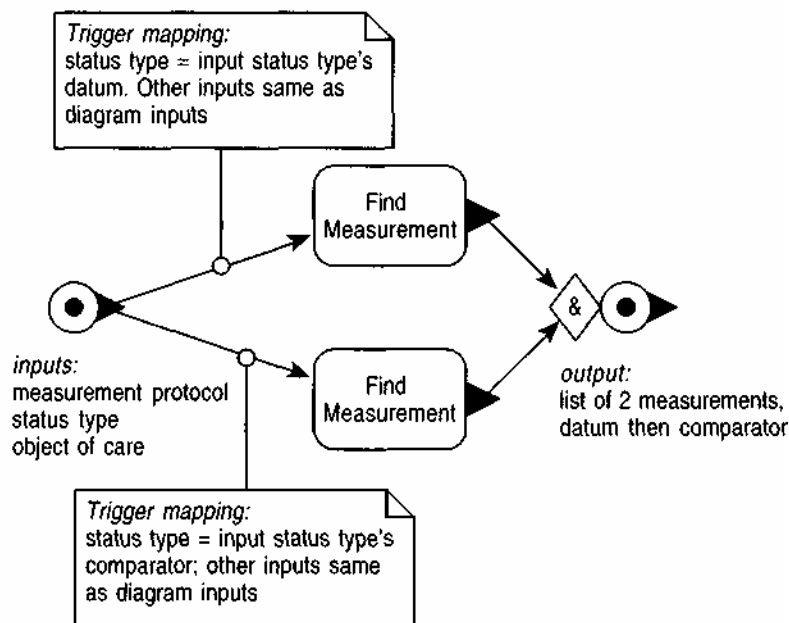 Trigger mapping:
status type = input status type's
datum. Other inputs same as
diagram inputs
Find
Measurement
&
inputs:
measurement protocol
status type
object of care
Find
Measurement
output:
list of 2 measurements,
datum then comparator
Trigger mapping:
status type = input status type's
comparator; other inputs same
as diagram inputs